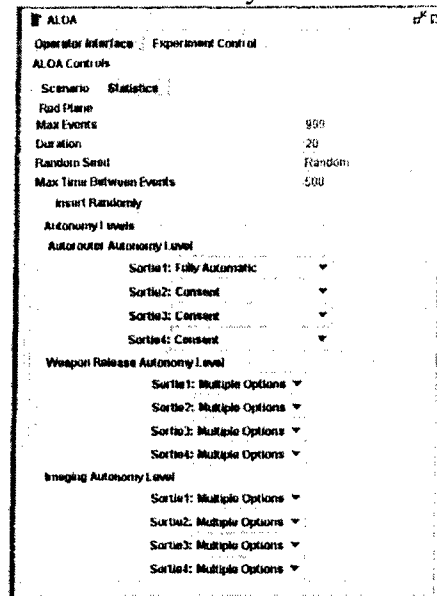 ALOA
Operator Interface Experiment Control
ALOA Controls
Scenario Statistics
Red Plane
Max Events 999
Duration 20
Random Seed Random
Max Time Between Events 500
Insert Randomly
Autonomy Levels
Autorouter Autonomy Level
Sortie1: Fully Automatic
Sortie2: Consent
Sortie3: Consent
Sortie4: Consent
Weapon Release Autonomy Level
Sortie1: Multiple Options
Sortie2: Multiple Options
Sortie3: Multiple Options
Sortie4: Multiple Options
Imaging Autonomy Level
Sortie1: Multiple Options
Sortie2: Multiple Options
Sortie3: Multiple Options
Sortie4: Multiple Options